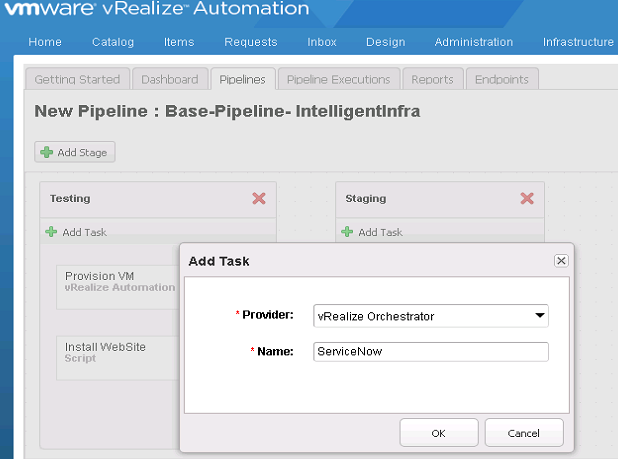 vmware® vRealize™ Automation
Home Catalog Items Requests Inbox Design Administration Infrastructure
Getting Started Dashboard Pipelines Pipeline Executions Reports Endpoints
New Pipeline : Base-Pipeline- IntelligentInfra
Add Stage
Testing Staging
Add Task Add Task
Add Task
Provision VM
vRealize Automation
* Provider: vRealize Orchestrator
Install WebSite
Script
* Name: ServiceNow
OK Cancel